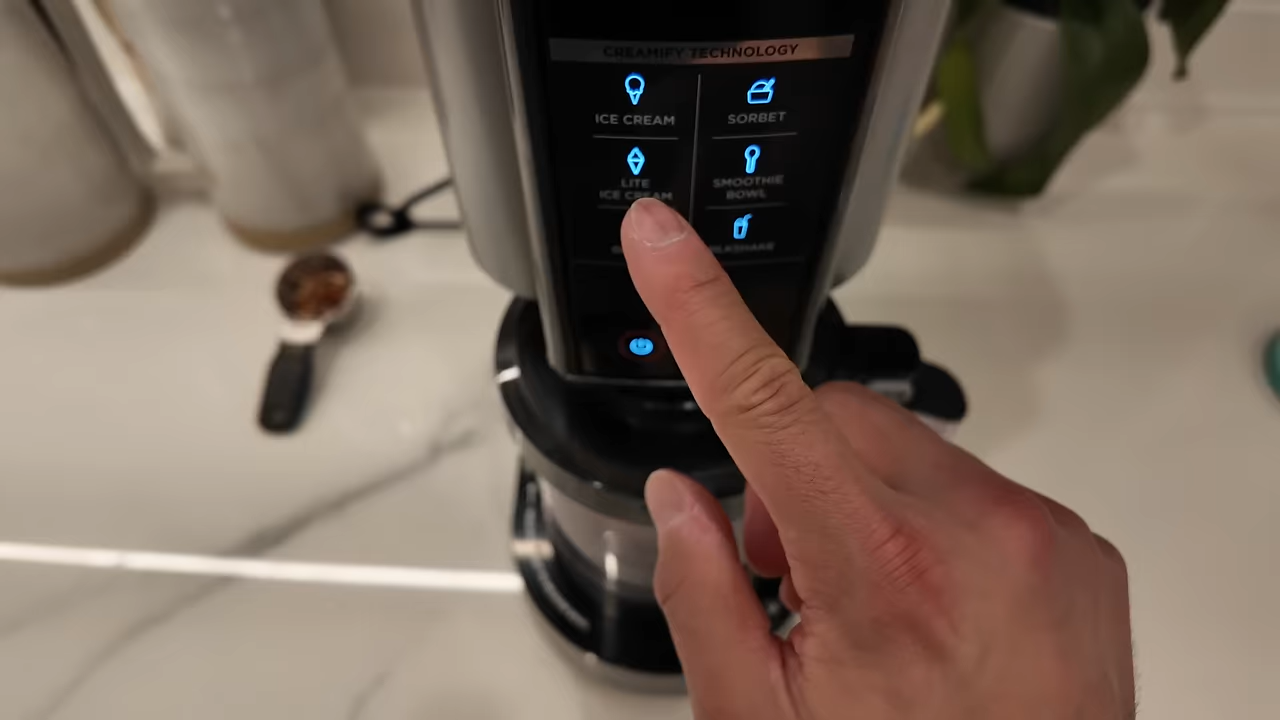 CREAMIFY TECHNOLOGY
ICE CREAM
SORBET
LITE
ICE CREAM
SMOOTHIE
BOWL
MILKSHAKE